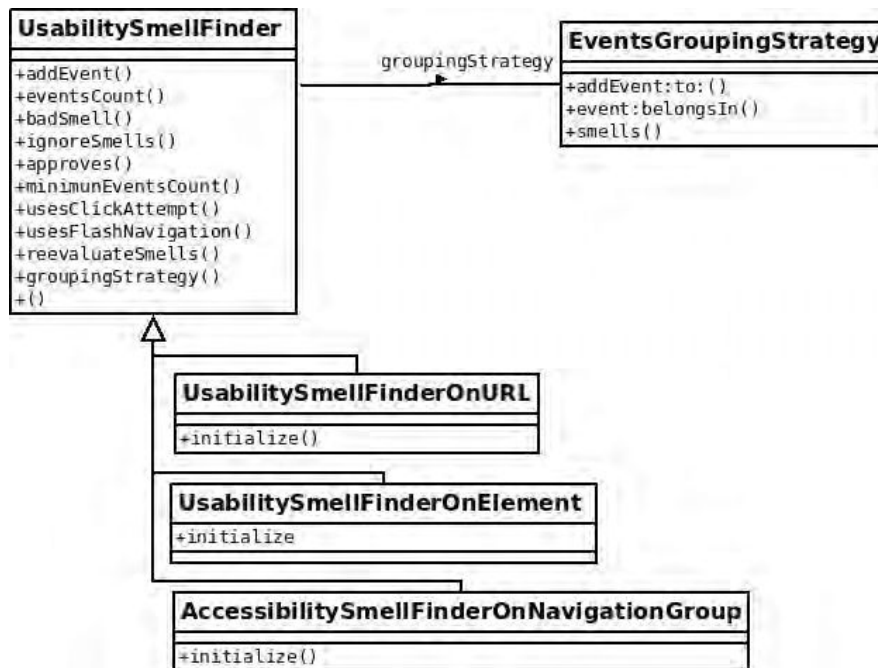 UsabilitySmellFinder
+addEvent()
+eventsCount()
+badSmell()
+ignoreSmells()
+approves()
+minimunEventsCount()
+usesClickAttempt()
+usesFlashNavigation()
+reevaluateSmells()
+groupingStrategy()
+()
groupingStrategy
EventsGroupingStrategy
+addEvent:to:()
+event:belongsIn()
+smells()
UsabilitySmellFinderOnURL
+initialize()
UsabilitySmellFinderOnElement
+initialize
AccessibilitySmellFinderOnNavigationGroup
+initialize()